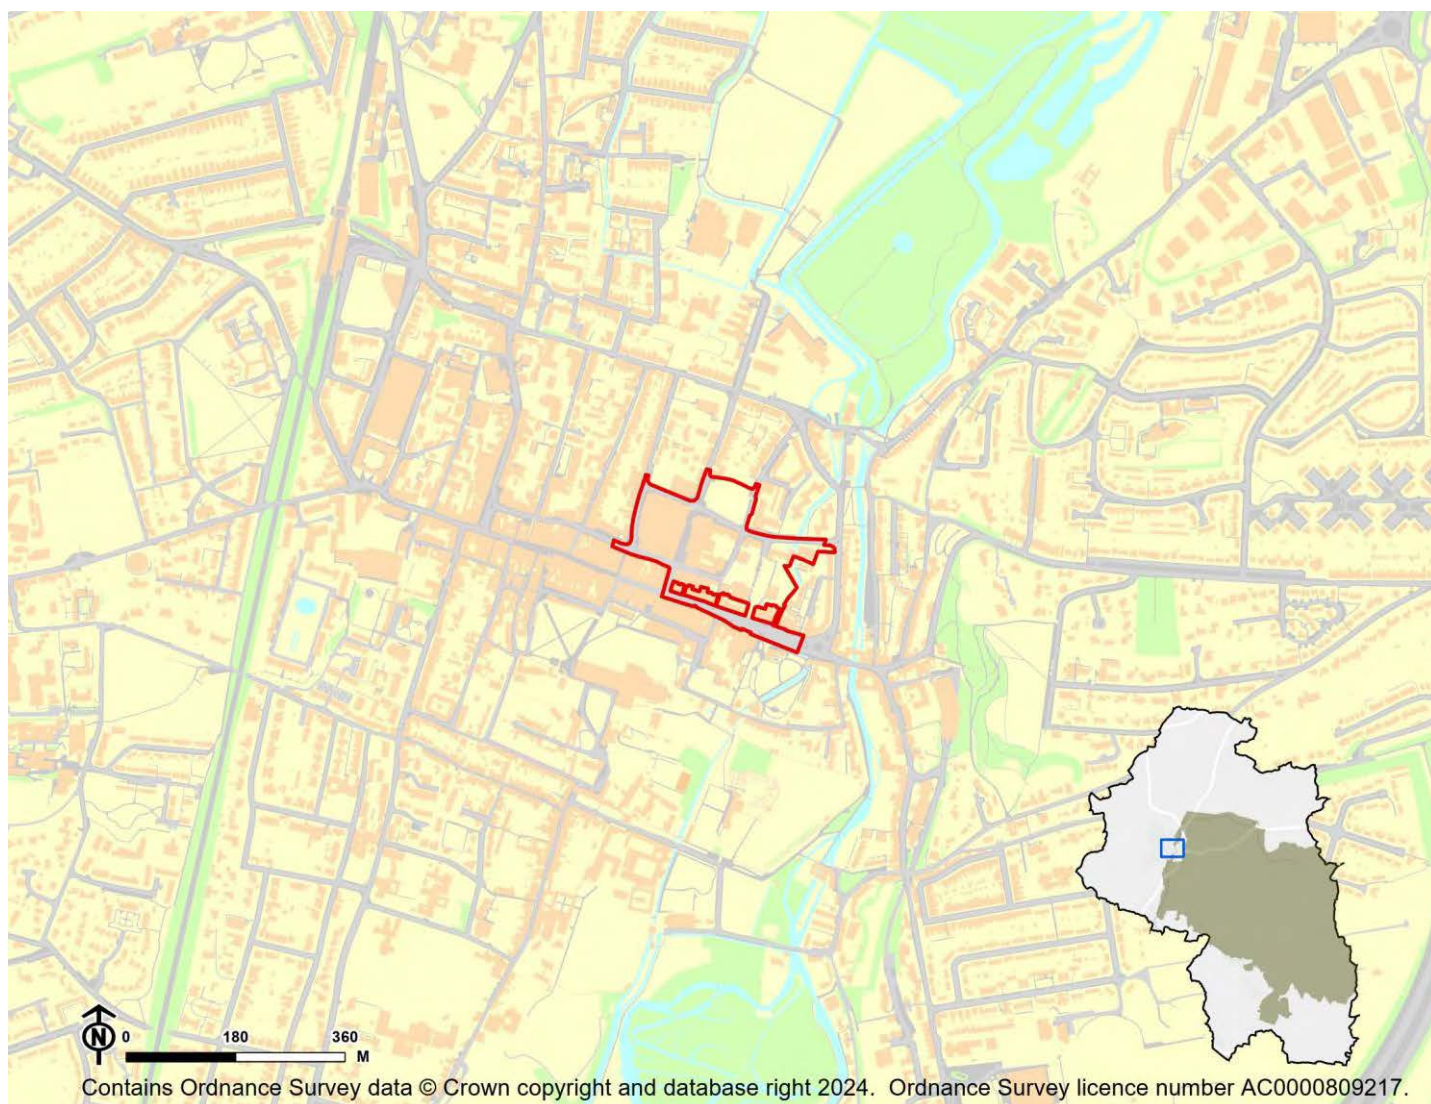 N
0 180 360
M
Contains Ordnance Survey data © Crown copyright and database right 2024. Ordnance Survey licence number AC0000809217.